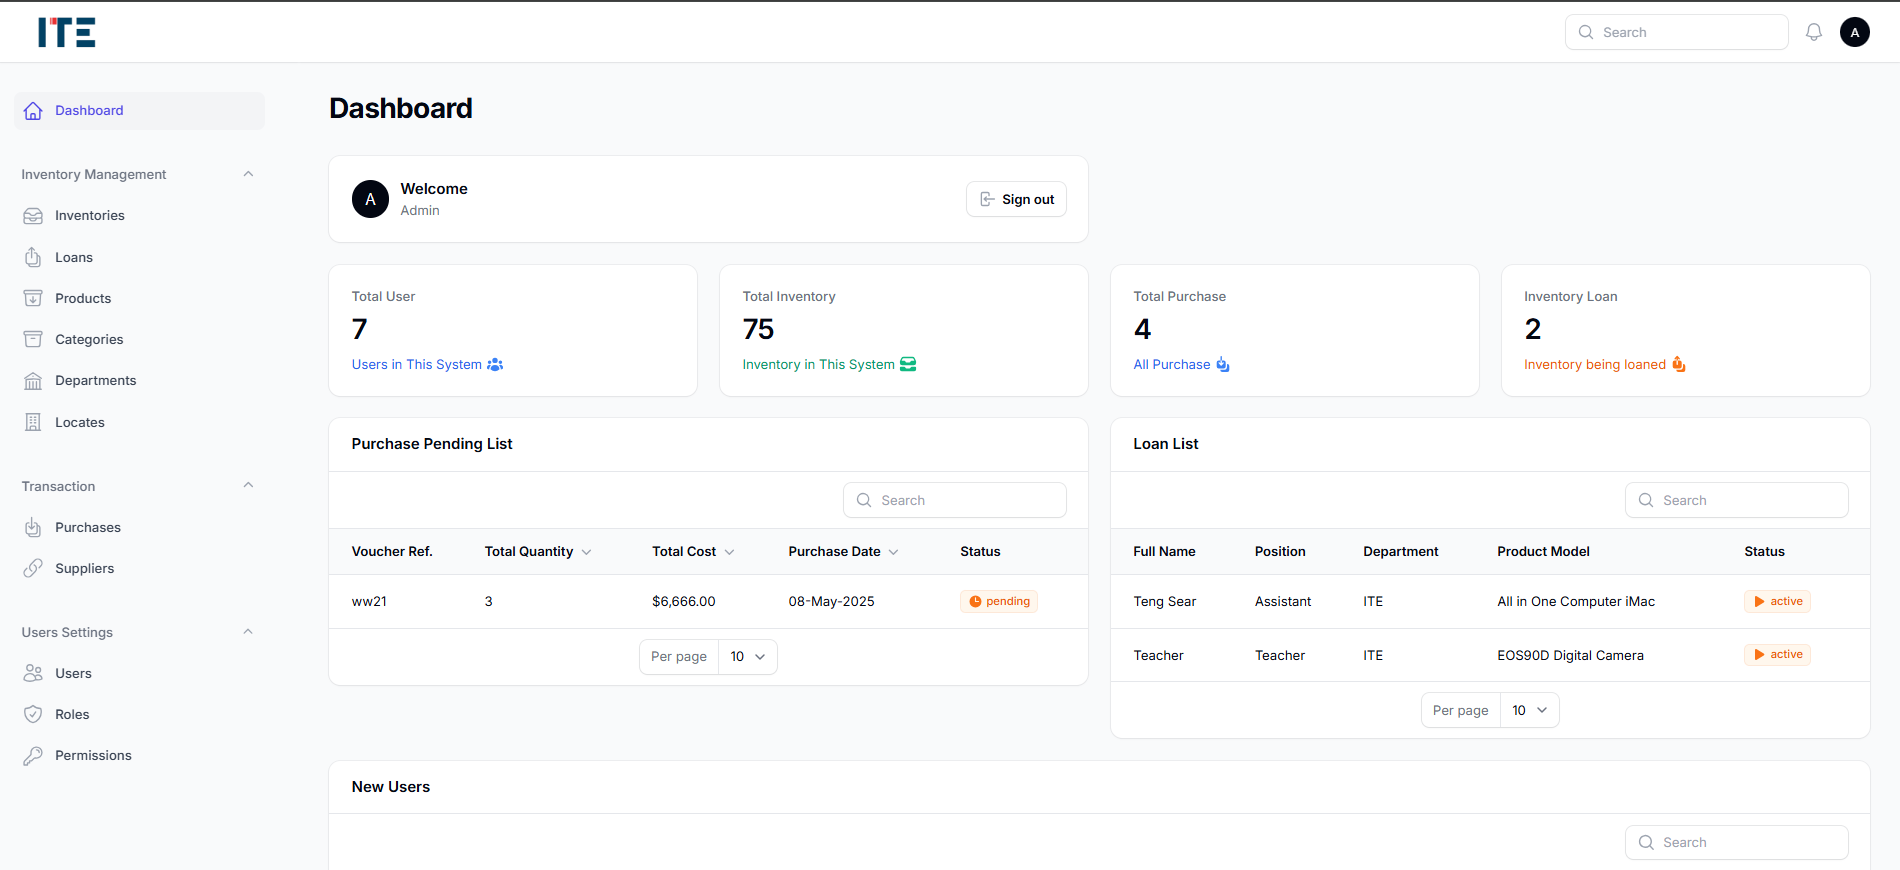 ITE
Search
A
Dashboard
Inventory Management
Inventories
Loans
Products
Categories
Departments
Locates
Transaction
Purchases
Suppliers
Users Settings
Users
Roles
Permissions
Dashboard
A
Welcome
Admin
Sign out
Total User
7
Users in This System
Total Inventory
75
Inventory in This System
Total Purchase
4
All Purchase
Inventory Loan
2
Inventory being loaned
Purchase Pending List
Search
Voucher Ref. Total Quantity Total Cost Purchase Date Status
ww21 3 $6,666.00 08-May-2025 pending
Per page 10
Loan List
Search
Full Name Position Department Product Model Status
Teng Sear Assistant ITE All in One Computer iMac active
Teacher Teacher ITE EOS90D Digital Camera active
Per page 10
New Users
Search